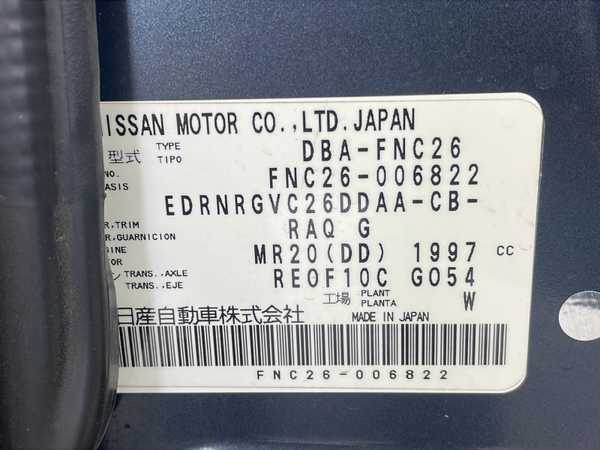 ISSAN MOTOR CO.,LTD.JAPAN
型式 TYPE TIPO DBA-FNC26
NO. ASIS FNC26-006822
EDRNRGVC26DDAA-CB-
R,TRIM R,GUARNICION RAQ G
GINE TOR MR20(DD) 1997 CC
ン TRANS.,AXLE TRANS.,EJE RE0F10C G054
工場 PLANT PLANTA W
日産自動車株式会社 MADE IN JAPAN
FNC26-006822